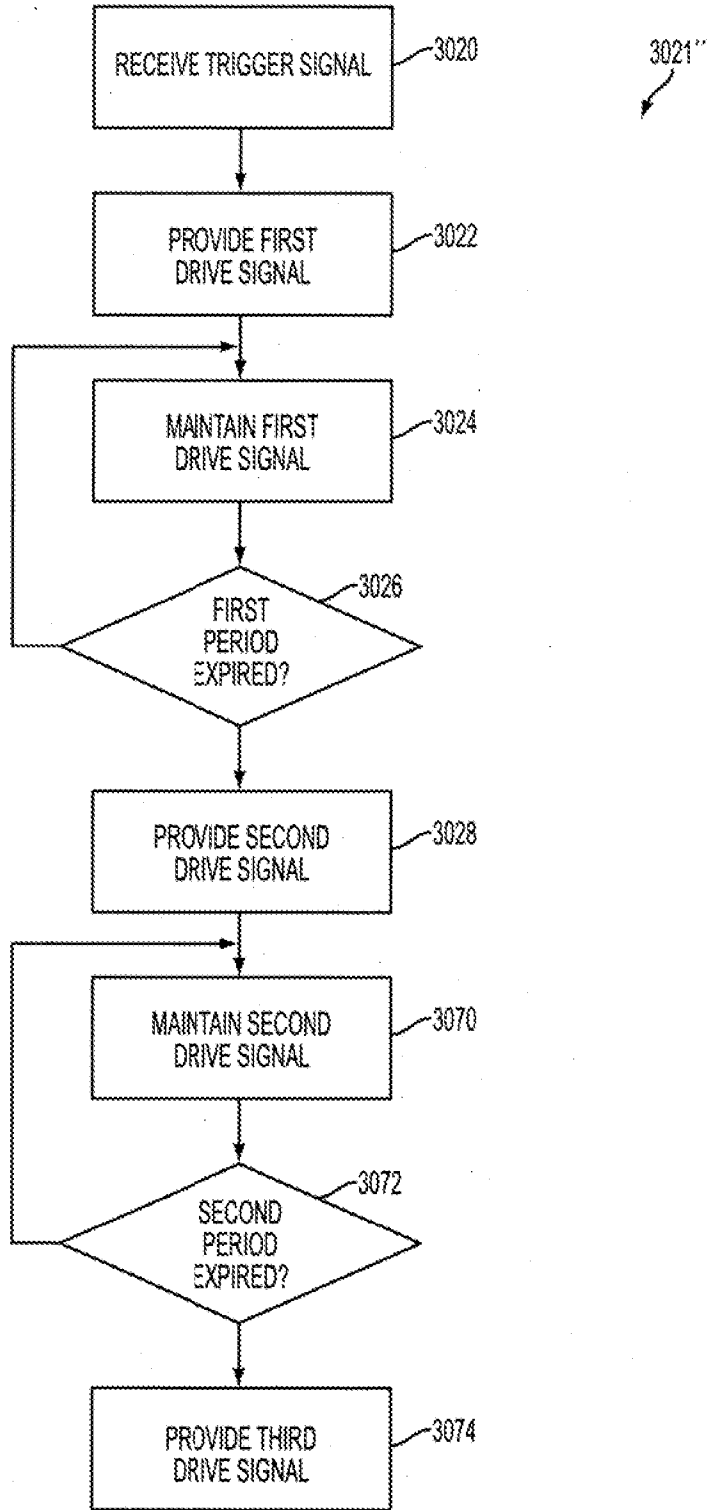 RECEIVE TRIGGER SIGNAL
3020
3021''
PROVIDE FIRST
DRIVE SIGNAL
3022
MAINTAIN FIRST
DRIVE SIGNAL
3024
FIRST
PERIOD
EXPIRED?
3026
PROVIDE SECOND
DRIVE SIGNAL
3028
MAINTAIN SECOND
DRIVE SIGNAL
3070
SECOND
PERIOD
EXPIRED?
3072
PROVIDE THIRD
DRIVE SIGNAL
3074